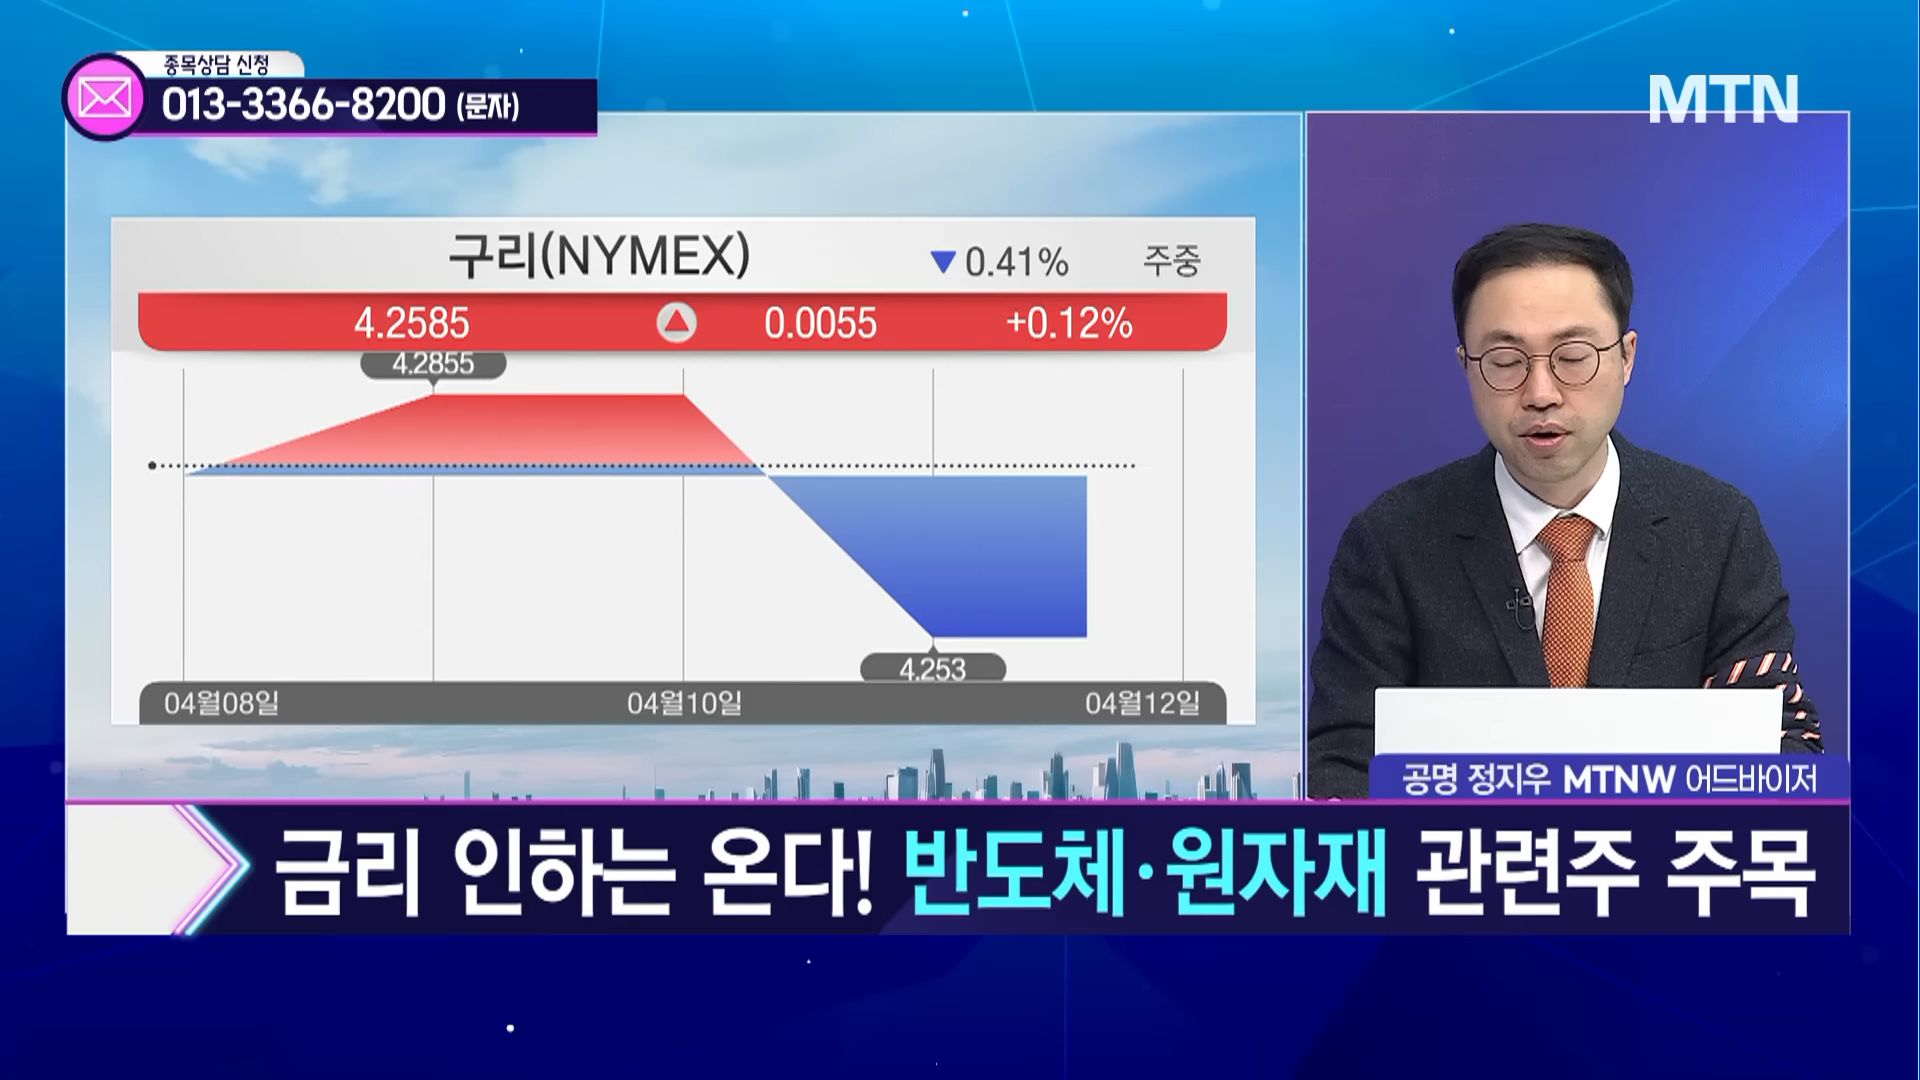 종목상담 신청
013-3366-8200 (문자)
MTN
구리(NYMEX) ▼0.41% 주중
4.2585 ▲ 0.0055 +0.12%
4.2855
4.253
04월08일 04월10일 04월12일
공명 정지우 MTNW 어드바이저
금리 인하는 온다! 반도체·원자재 관련주 주목